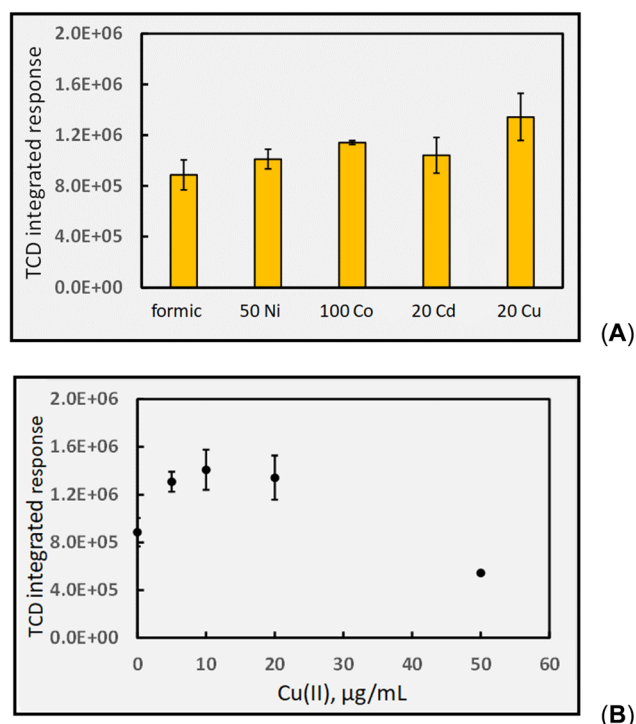 2.0E+06
1.6E+06
1.2E+06
8.0E+05
4.0E+05
0.0E+00
TCD integrated response
formic 50 Ni 100 Co 20 Cd 20 Cu
(A)
2.0E+06
1.6E+06
1.2E+06
8.0E+05
4.0E+05
0.0E+00
TCD integrated response
0 10 20 30 40 50 60
Cu(II), µg/mL
(B)